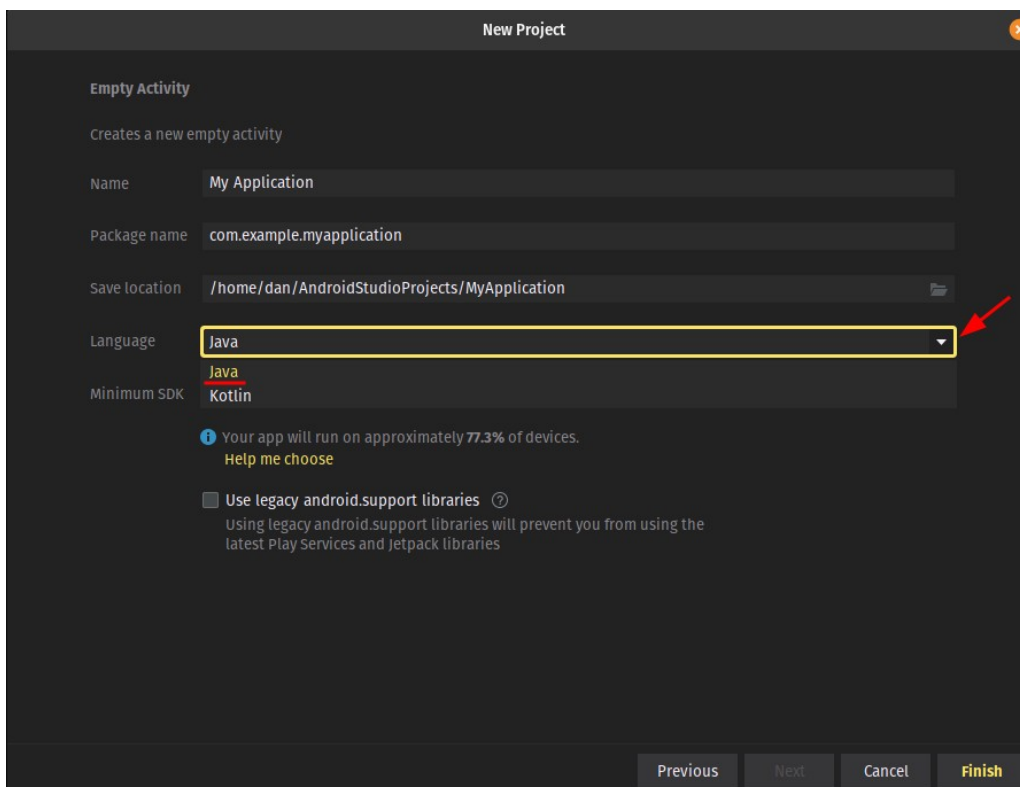 New Project
Empty Activity
Creates a new empty activity
Name My Application
Package name com.example.myapplication
Save location /home/dan/AndroidStudioProjects/MyApplication
Language Java
Java
Minimum SDK Kotlin
Your app will run on approximately 77.3% of devices.
Help me choose
Use legacy android.support libraries ?
Using legacy android.support libraries will prevent you from using the
latest Play Services and Jetpack libraries
Previous Next Cancel Finish